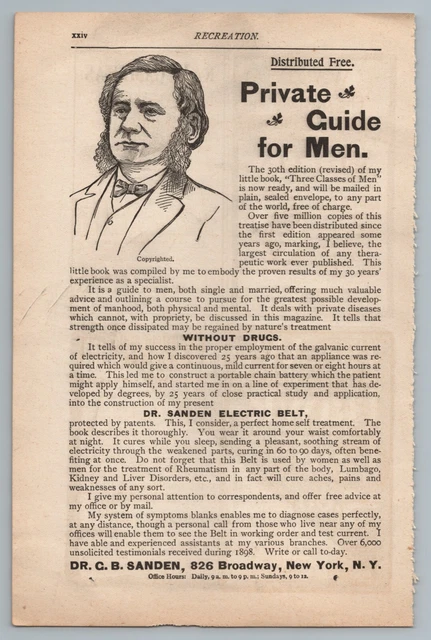 xxiv
RECREATION.
Distributed Free.
Private
Guide
for Men.
The 30th edition (revised) of my
little book, "Three Classes of Men"
is now ready, and will be mailed in
plain, sealed envelope, to any part
of the world, free of charge.
Over five million copies of this
treatise have been distributed since
the first edition appeared some
years ago, marking, I believe, the
largest circulation of any thera-
peutic work ever published. This
Copyrighted.
little book was compiled by me to embody the proven results of my 30 years'
experience as a specialist.
It is a guide to men, both single and married, offering much valuable
advice and outlining a course to pursue for the greatest possible develop-
ment of manhood, both physical and mental. It deals with private diseases
which cannot, with propriety, be discussed in this magazine. It tells that
strength once dissipated may be regained by nature's treatment
WITHOUT DRUGS.
It tells of my success in the proper employment of the galvanic current
of electricity, and how I discovered 25 years ago that an appliance was re-
quired which would give a continuous, mild current for seven or eight hours at
a time. This led me to construct a portable chain battery which the patient
might apply himself, and started me in on a line of experiment that has de-
veloped by degrees, by 25 years of close practical study and application,
into the construction of my present
DR. SANDEN ELECTRIC BELT,
protected by patents. This, I consider, a perfect home self treatment. The
book describes it thoroughly. You wear it around your waist comfortably
at night. It cures while you sleep, sending a pleasant, soothing stream of
electricity through the weakened parts, curing in 60 to 90 days, often bene-
fiting at once. Do not forget that this Belt is used by women as well as
men for the treatment of Rheumatism in any part of the body, Lumbago,
Kidney and Liver Disorders, etc., and in fact will cure aches, pains and
weaknesses of any sort.
I give my personal attention to correspondents, and offer free advice at
my office or by mail.
My system of symptoms blanks enables me to diagnose cases perfectly,
at any distance, though a personal call from those who live near any of my
offices will enable them to see the Belt in working order and test current. I
have able and experienced assistants at my various branches. Over 6,000
unsolicited testimonials received during 1898. Write or call to-day.
DR. C. B. SANDEN, 826 Broadway, New York, N. Y.
Office Hours: Daily, 9 a. m. to 9 p. m.; Sundays, 9 to 12.